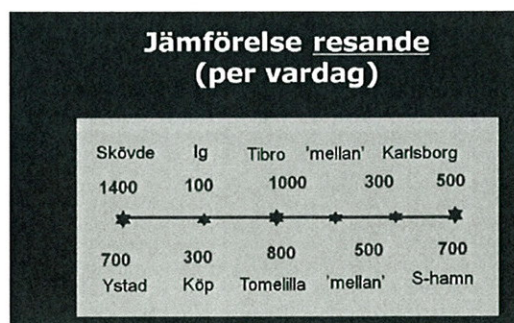 Jämförelse resande
(per vardag)
Skövde Ig Tibro 'mellan' Karlsborg
1400 100 1000 300 500
700 300 800 500 700
Ystad Köp Tomelilla 'mellan' S-hamn